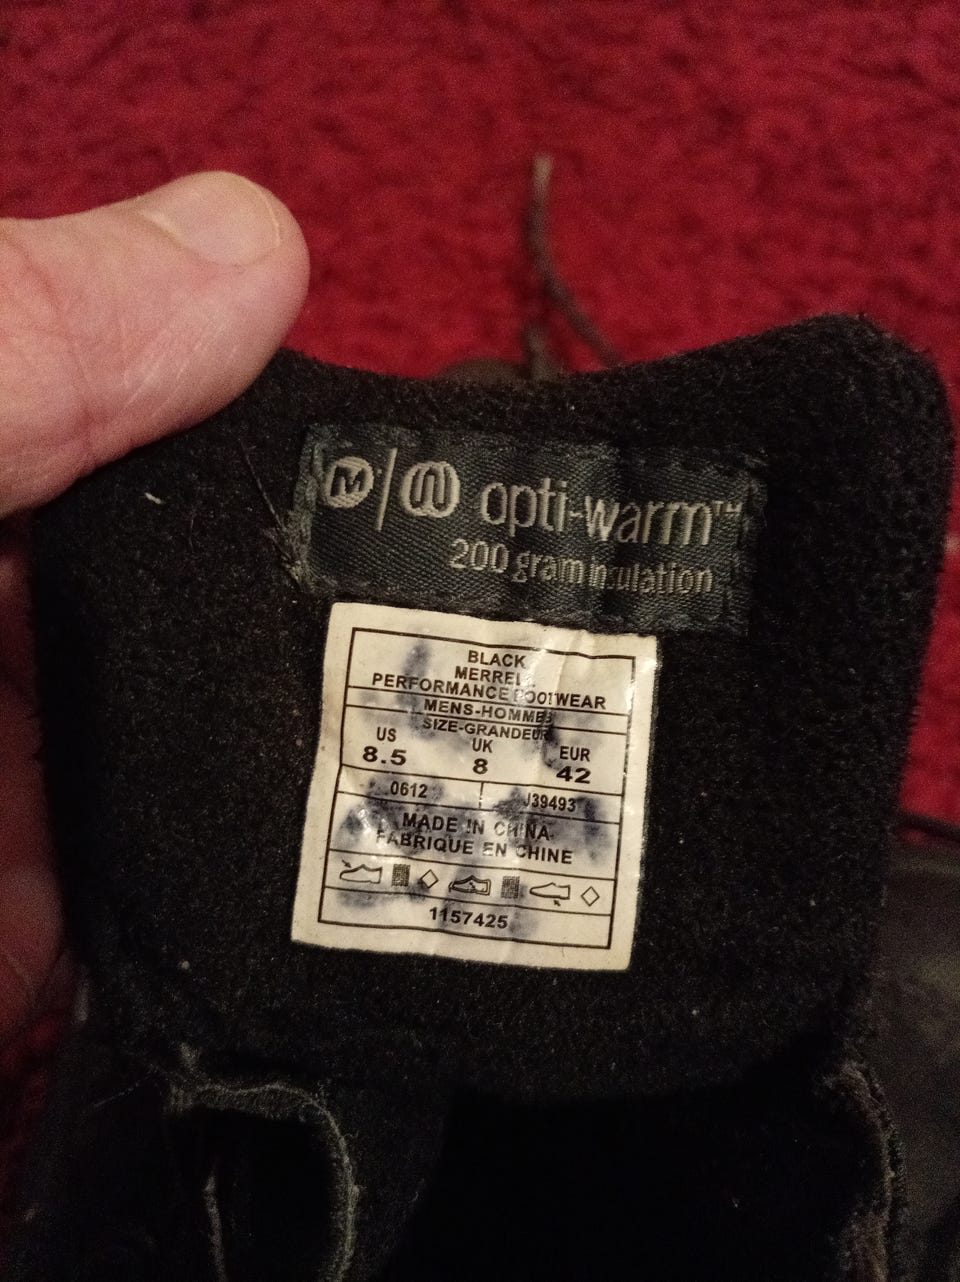 M opti-warm™
200 gram insulation
BLACK
MERRELL
PERFORMANCE FOOTWEAR
MENS-HOMMES
SIZE-GRANDEUR
US UK EUR
8.5 8 42
0612 J39493
MADE IN CHINA-
FABRIQUE EN CHINE
1157425